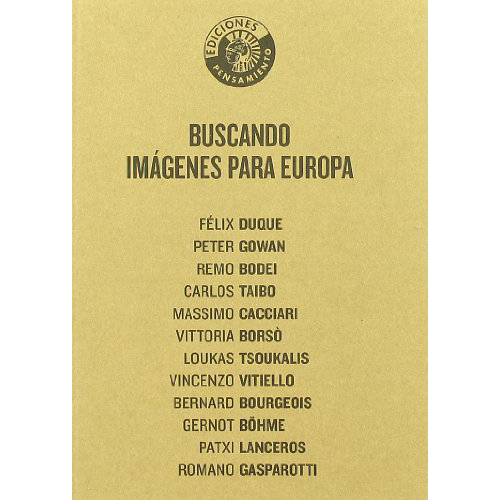 EDICIONES
PENSAMIENTO
BUSCANDO
IMÁGENES PARA EUROPA
FÉLIX DUQUE
PETER GOWAN
REMO BODEI
CARLOS TAIBO
MASSIMO CACCIARI
VITTORIA BORSÒ
LOUKAS TSOUKALIS
VINCENZO VITIELLO
BERNARD BOURGEOIS
GERNOT BÖHME
PATXI LANCEROS
ROMANO GASPAROTTI